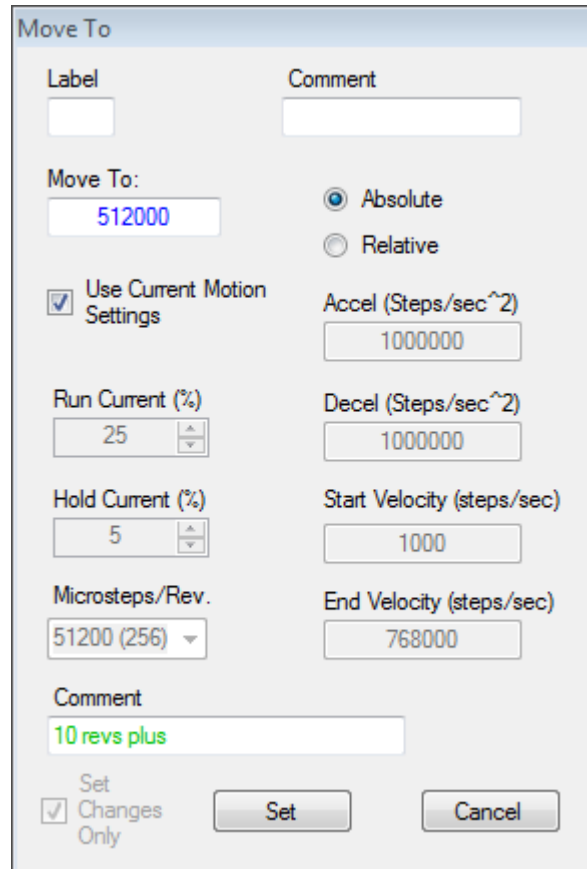 Move To
Label
Comment
Move To:
512000
Absolute
Relative
Use Current Motion
Settings
Accel (Steps/sec^2)
1000000
Run Current (%)
25
Decel (Steps/sec^2)
1000000
Hold Current (%)
5
Start Velocity (steps/sec)
1000
Microsteps/Rev.
51200 (256)
End Velocity (steps/sec)
768000
Comment
10 revs plus
Set
Changes
Only
Set
Cancel